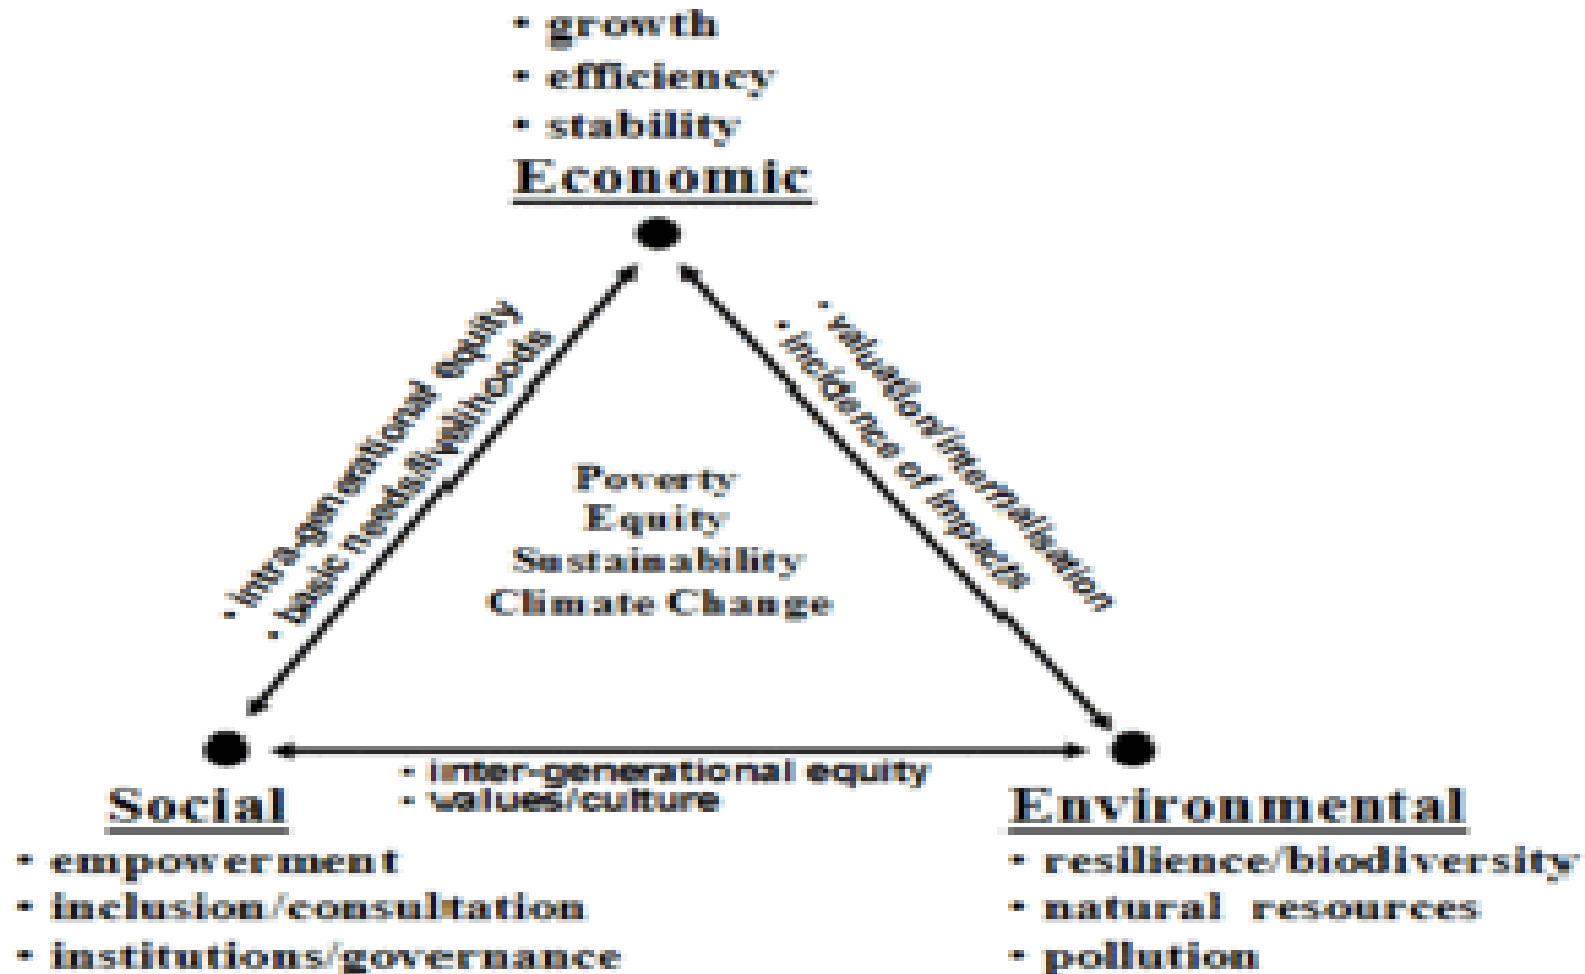 • growth
• efficiency
• stability
Economic
• intra-generational equity
• basic needs/livelihoods
• valuation/internalisation
• incidence of impacts
Poverty
Equity
Sustainability
Climate Change
• inter-generational equity
• values/culture
Social
• empowerment
• inclusion/consultation
• institutions/governance
Environmental
• resilience/biodiversity
• natural resources
• pollution